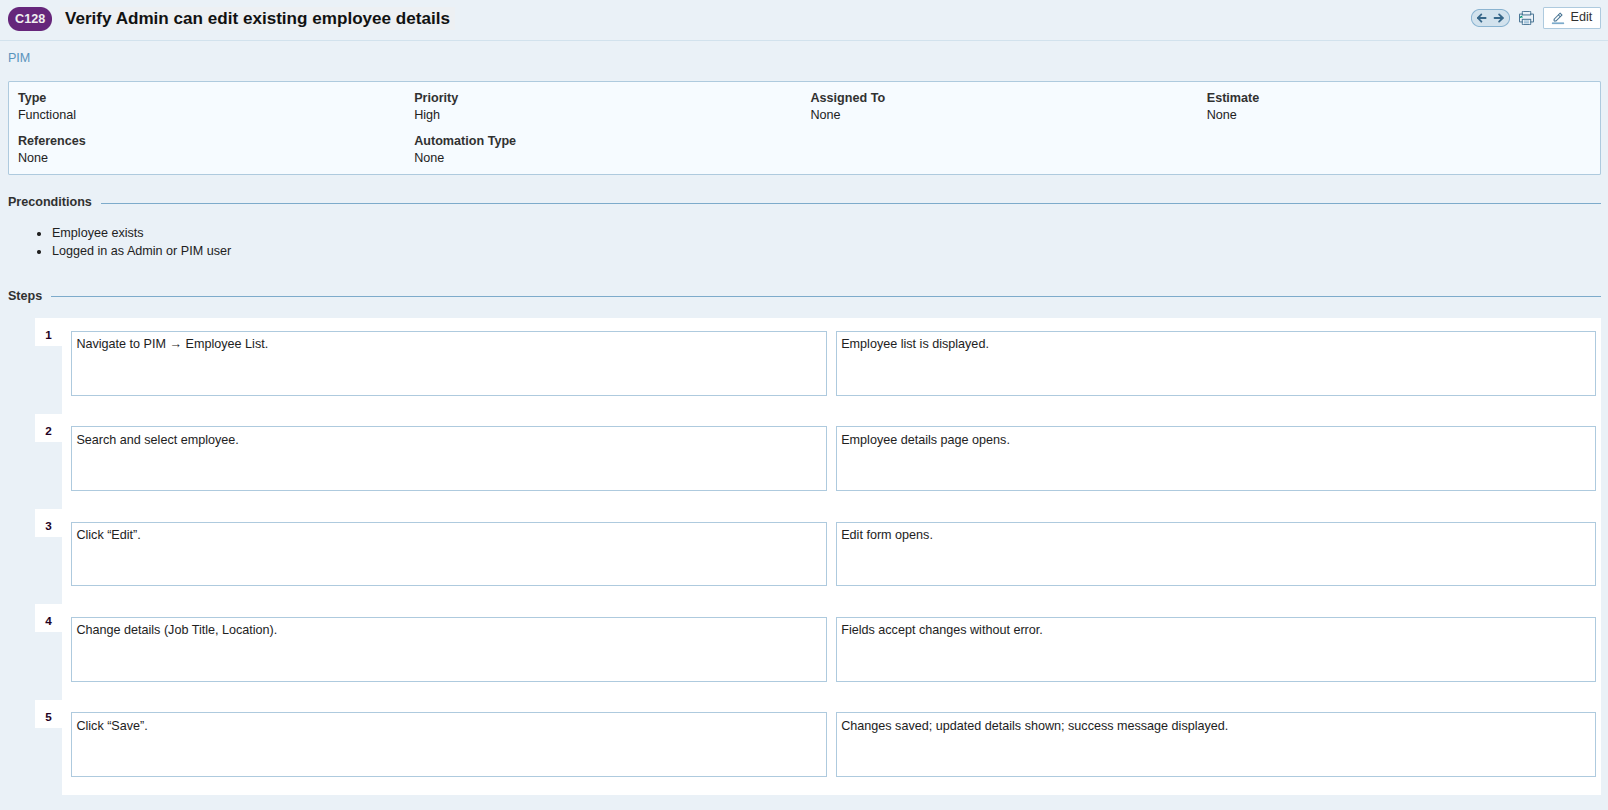 C128 Verify Admin can edit existing employee details Edit
PIM
Type Priority Assigned To Estimate
Functional High None None
References Automation Type
None None
Preconditions
Employee exists
Logged in as Admin or PIM user
Steps
1 Navigate to PIM → Employee List. Employee list is displayed.
2 Search and select employee. Employee details page opens.
3 Click “Edit”. Edit form opens.
4 Change details (Job Title, Location). Fields accept changes without error.
5 Click “Save”. Changes saved; updated details shown; success message displayed.